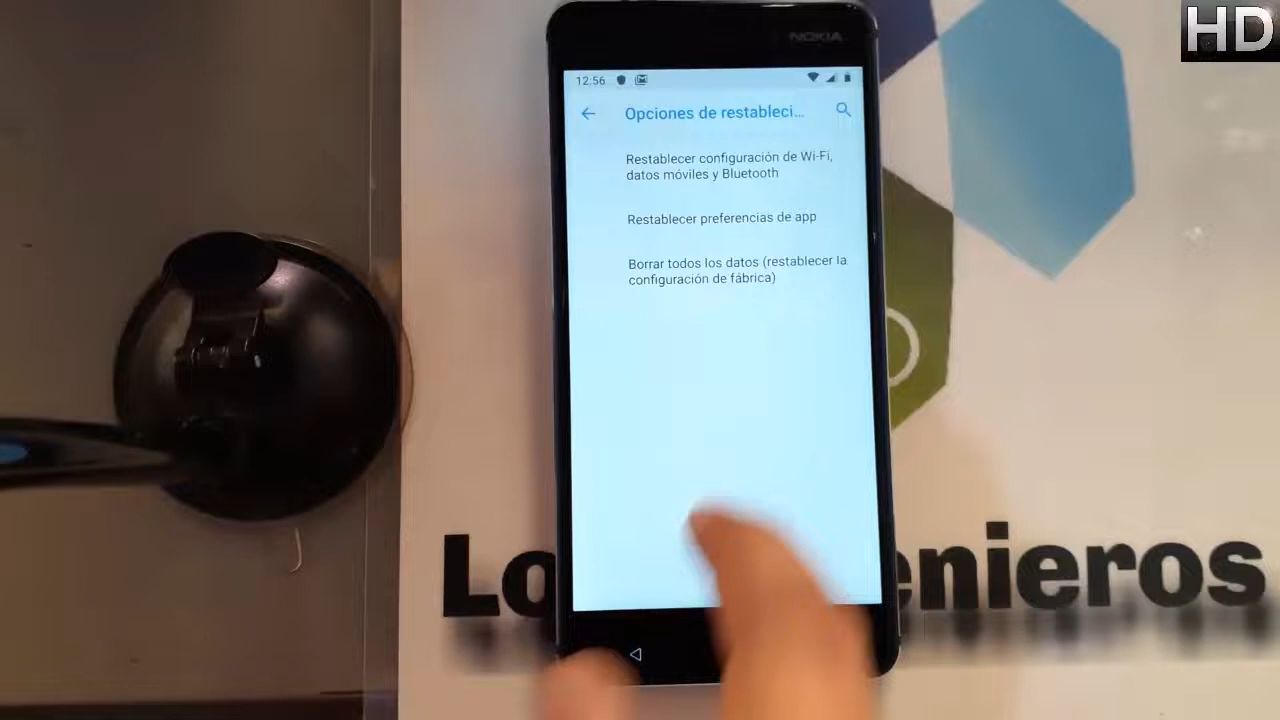 HD
NOKIA
12:56
Opciones de restableci...
Restablecer configuración de Wi-Fi,
datos móviles y Bluetooth
Restablecer preferencias de app
Borrar todos los datos (restablecer la
configuración de fábrica)
Lo enieros